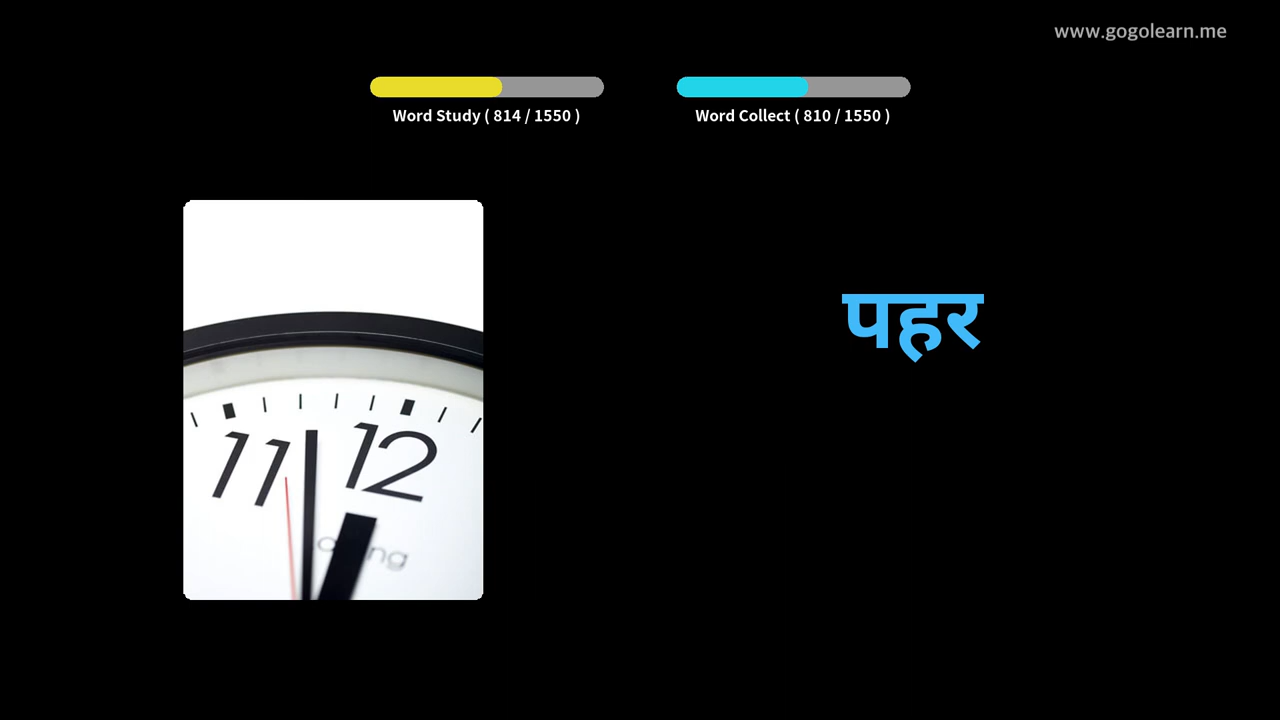 www.gogolearn.me
Word Study ( 814 / 1550 )
Word Collect ( 810 / 1550 )
पहर
11
12